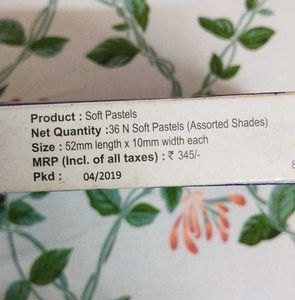 Product : Soft Pastels
Net Quantity :36 N Soft Pastels (Assorted Shades)
Size : 52mm length x 10mm width each
MRP (Incl. of all taxes) : ₹ 345/-
Pkd : 04/2019